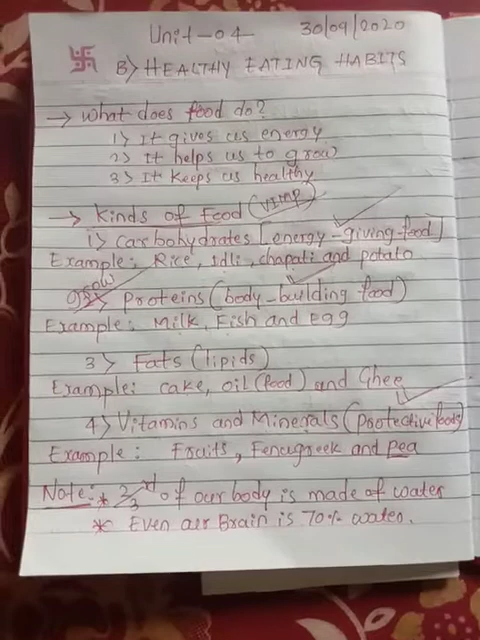 Unit-04 30/09/2020
B> HEALTHY EATING HABITS
→ What does food do?
1> It gives us energy
2> It helps us to grow
3> It keeps us healthy
→ Kinds of Food (VIMP)
1> Carbohydrates [energy-giving-food]
Example: Rice, Idli, chapati and potato
2> Proteins (body-building food)
Example: Milk, Fish and egg
3> Fats (lipids)
Example: cake, oil (food) and Ghee
4> Vitamins and Minerals (protective foods)
Example: Fruits, Fenugreek and pea
Note:- * 2/3rd of our body is made of water
* Even our Brain is 70% water.